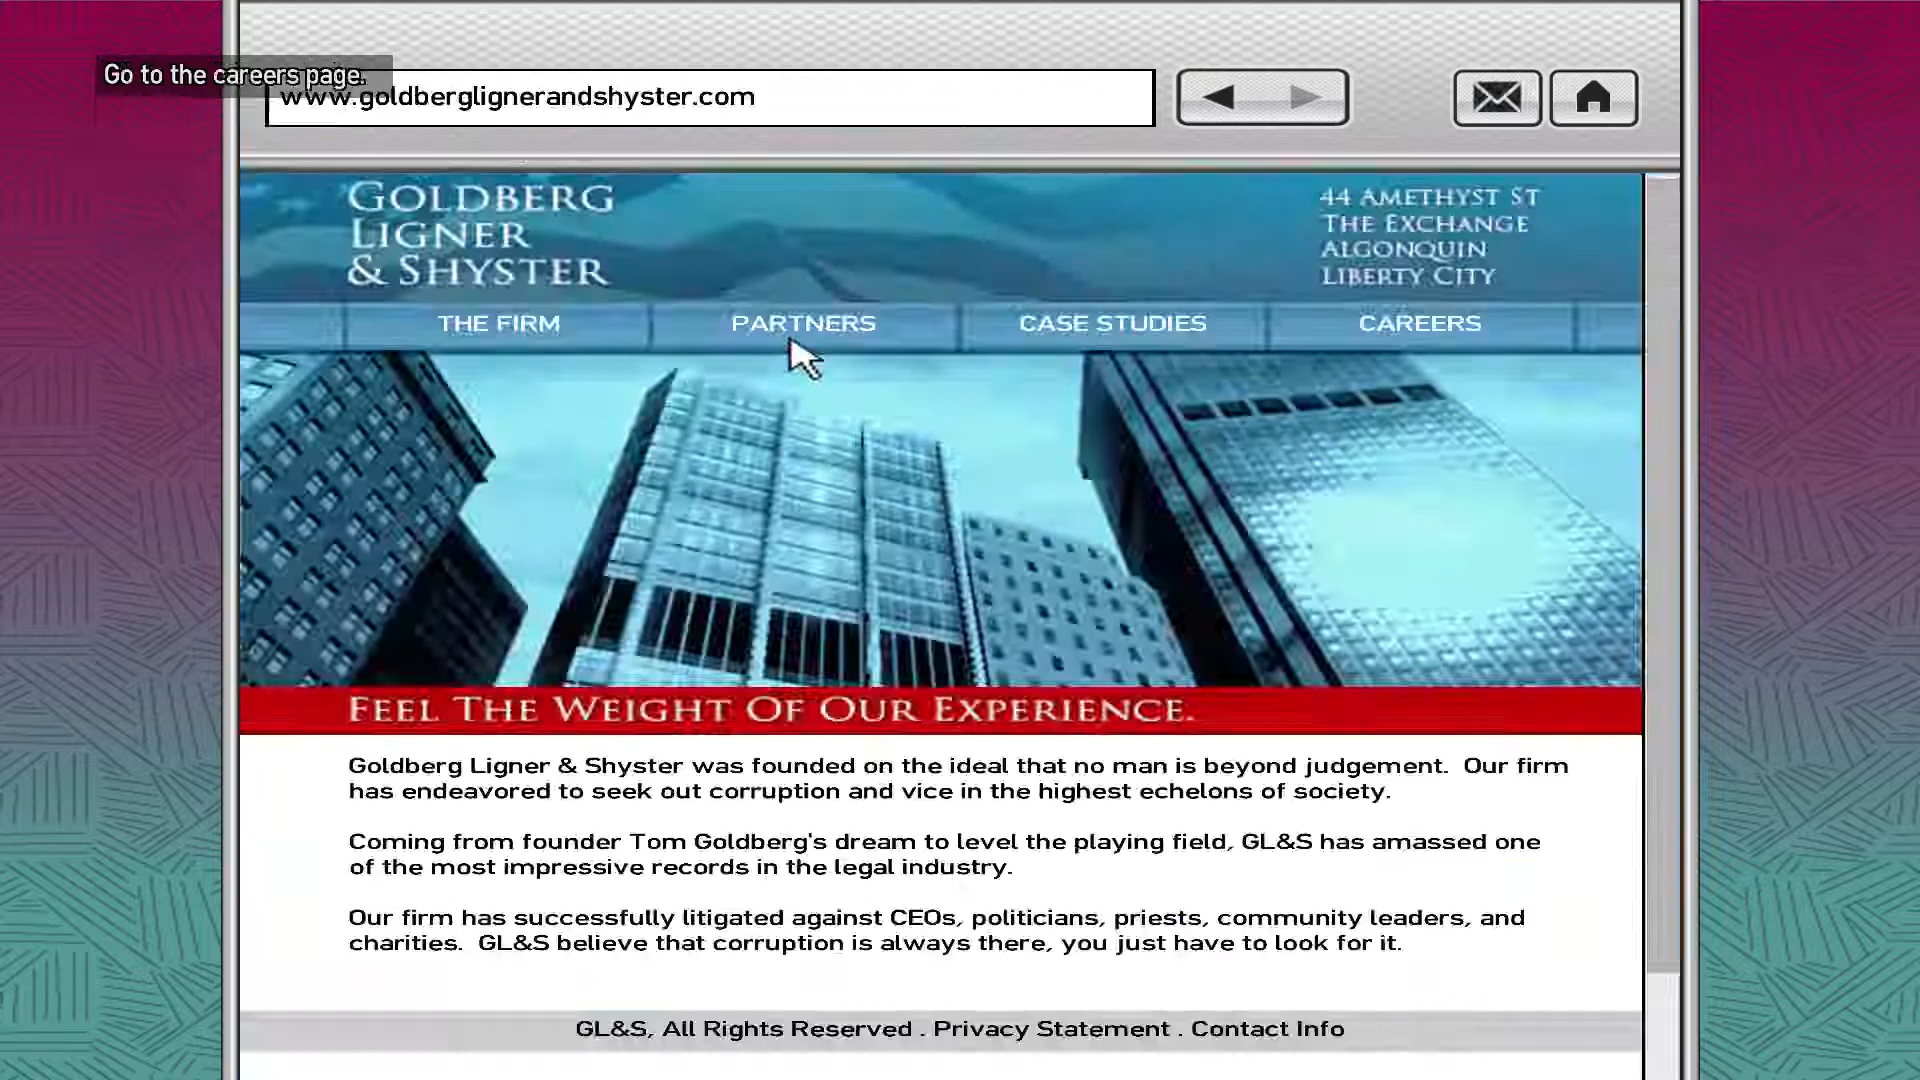 Go to the careers page.
www.goldberglignerandshyster.com
GOLDBERG
LIGNER
& SHYSTER
44 AMETHYST ST
THE EXCHANGE
ALGONQUIN
LIBERTY CITY
THE FIRM
PARTNERS
CASE STUDIES
CAREERS
FEEL THE WEIGHT OF OUR EXPERIENCE.
Goldberg Ligner & Shyster was founded on the ideal that no man is beyond judgement.  Our firm
has endeavored to seek out corruption and vice in the highest echelons of society.
Coming from founder Tom Goldberg's dream to level the playing field, GL&S has amassed one
of the most impressive records in the legal industry.
Our firm has successfully litigated against CEOs, politicians, priests, community leaders, and
charities.  GL&S believe that corruption is always there, you just have to look for it.
GL&S, All Rights Reserved . Privacy Statement . Contact Info